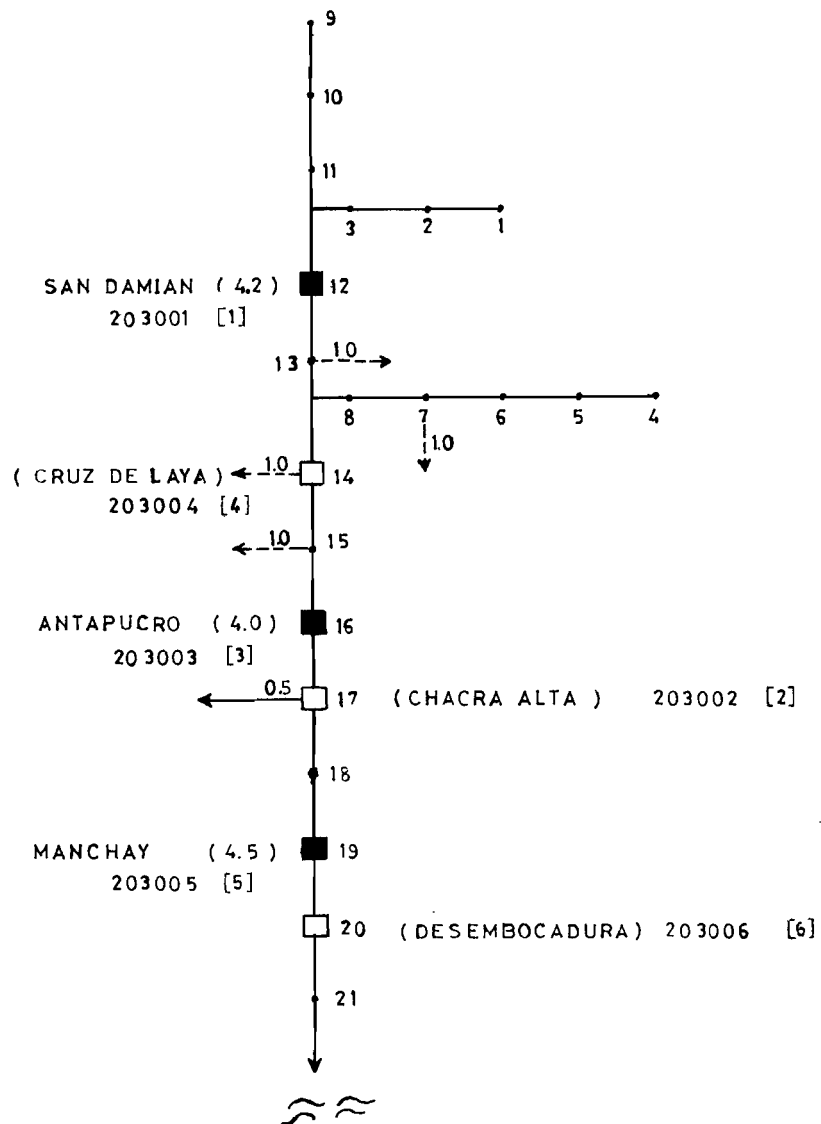 9
10
11
3 2 1
SAN DAMIAN (4.2) 12
203001 [1]
13 1.0
8 7 6 5 4
1.0
(CRUZ DE LAYA) 1.0 14
203004 [4]
1.0 15
ANTAPUCRO (4.0) 16
203003 [3]
0.5 17 (CHACRA ALTA) 203002 [2]
18
MANCHAY (4.5) 19
203005 [5]
20 (DESEMBOCADURA) 203006 [6]
21